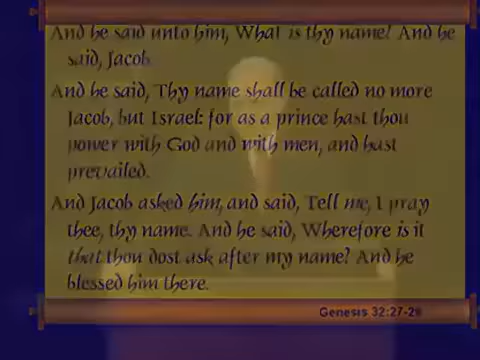 And he said unto him, What is thy name? And he
said, Jacob.
And he said, Thy name shall be called no more
Jacob, but Israel: for as a prince hast thou
power with God and with men, and hast
prevailed.
And Jacob asked him, and said, Tell me, I pray
thee, thy name. And he said, Wherefore is it
that thou dost ask after my name? And he
blessed him there.
Genesis 32:27-29